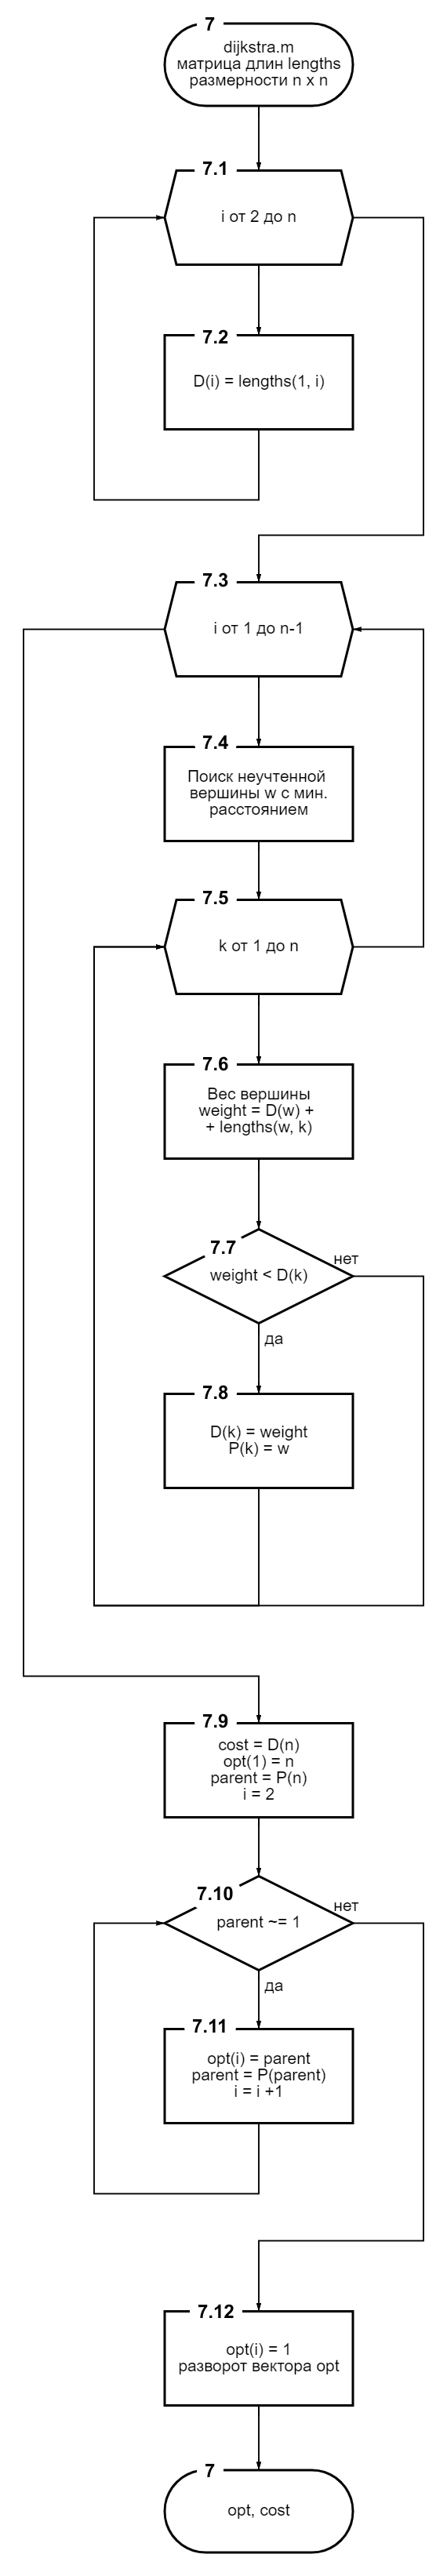 7
dijkstra.m
матрица длин lengths
размерности n x n
7.1
i от 2 до n
7.2
D(i) = lengths(1, i)
7.3
i от 1 до n-1
7.4
Поиск неучтенной
вершины w с мин.
расстоянием
7.5
k от 1 до n
7.6
Вес вершины
weight = D(w) +
+ lengths(w, k)
7.7
нет
weight < D(k)
да
7.8
D(k) = weight
P(k) = w
7.9
cost = D(n)
opt(1) = n
parent = P(n)
i = 2
7.10
нет
parent ~= 1
да
7.11
opt(i) = parent
parent = P(parent)
i = i +1
7.12
opt(i) = 1
разворот вектора opt
7
opt, cost